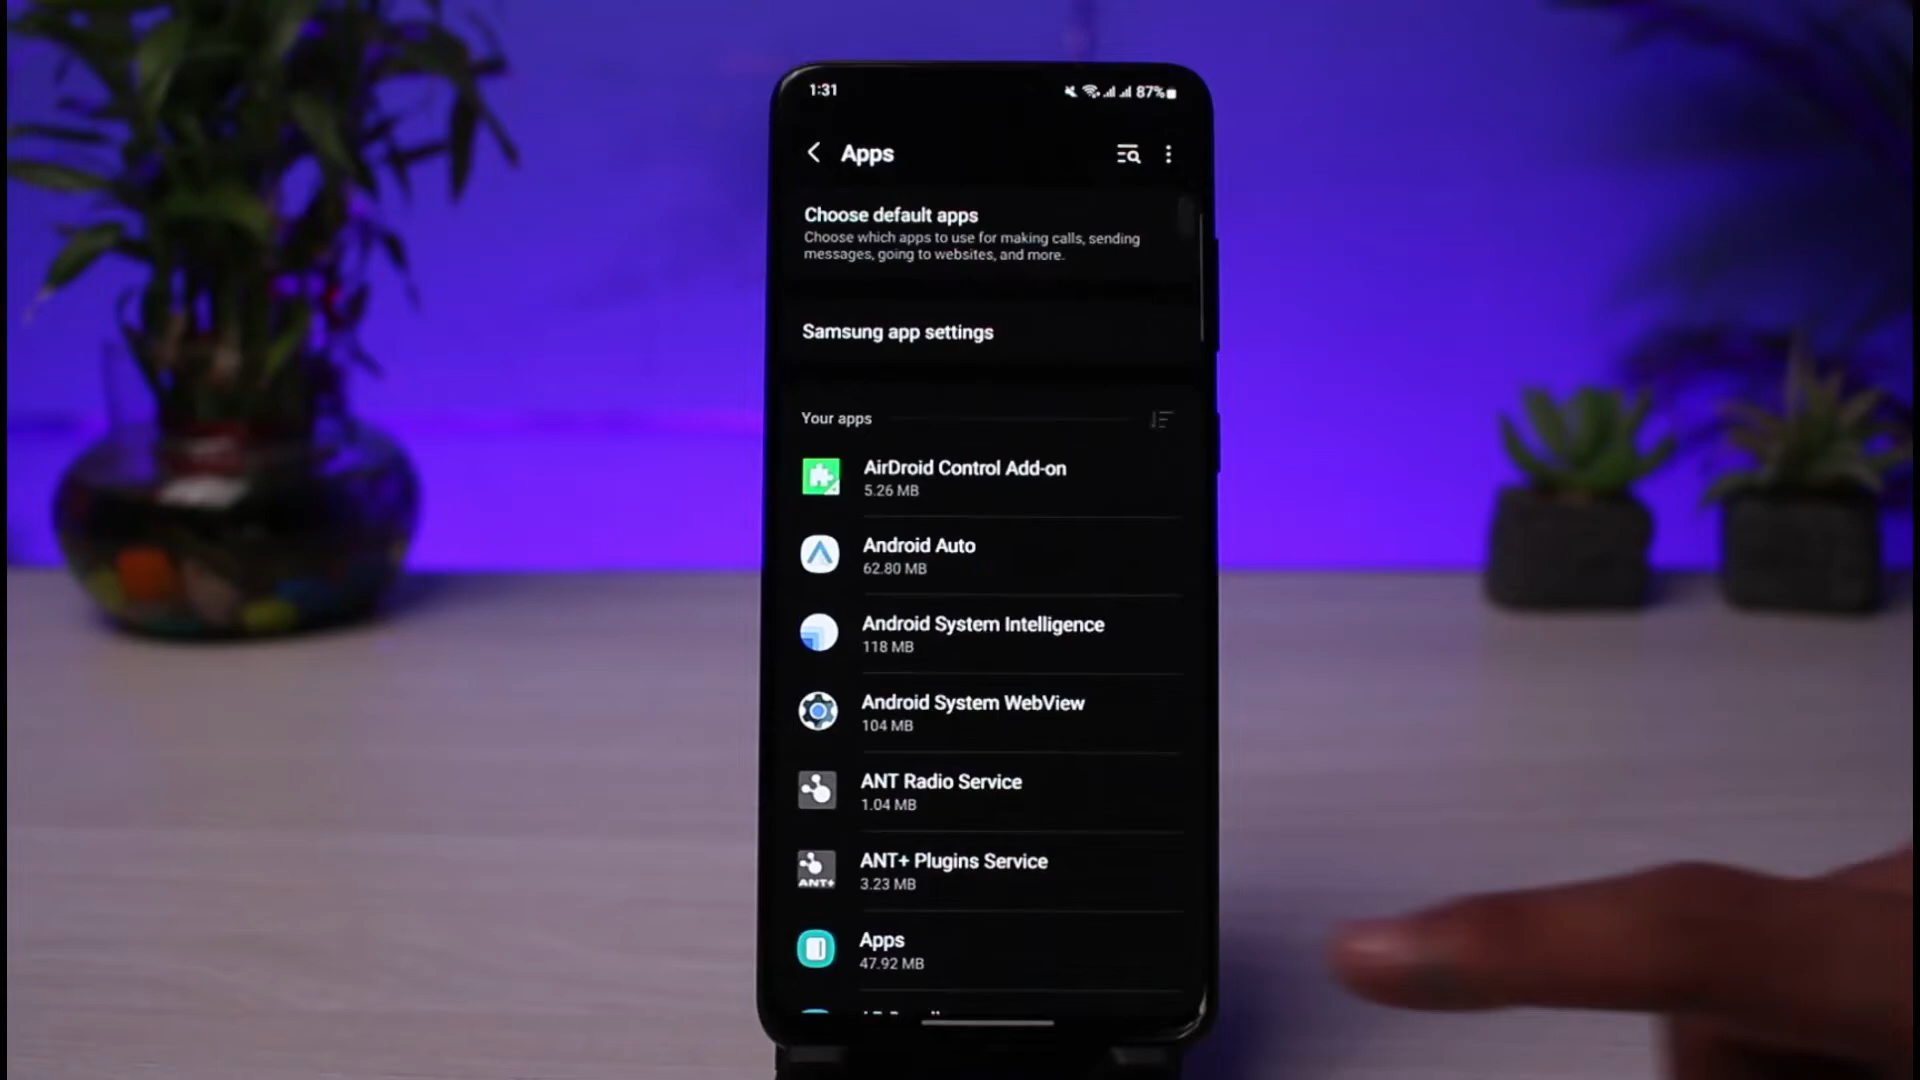 1:31
87%
Apps
Choose default apps
Choose which apps to use for making calls, sending
messages, going to websites, and more.
Samsung app settings
Your apps
AirDroid Control Add-on
5.26 MB
Android Auto
62.80 MB
Android System Intelligence
118 MB
Android System WebView
104 MB
ANT Radio Service
1.04 MB
ANT+
ANT+ Plugins Service
3.23 MB
Apps
47.92 MB